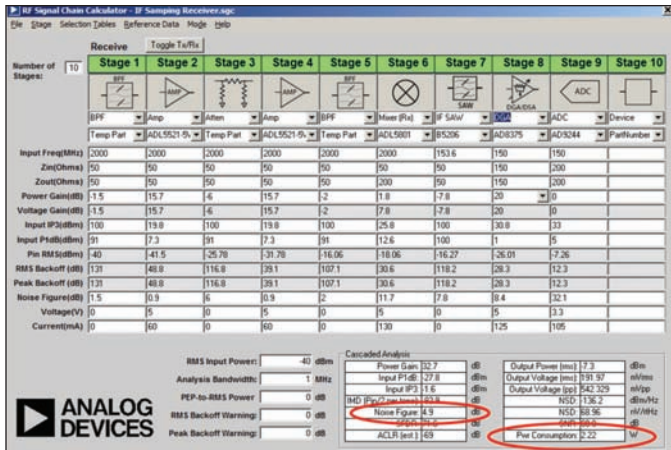 RF Signal Chain Calculator - IF Samping Receiver.sgc
File Stage Selection Tables Reference Data Mode Help
Receive Toggle Tx/Rx
Number of Stages: 10
Stage 1 Stage 2 Stage 3 Stage 4 Stage 5 Stage 6 Stage 7 Stage 8 Stage 9 Stage 10
BPF AMP AMP BPF SAW DGA/DSA ADC
BPF Amp Atten Amp BPF Mixer (Rx) IF SAW DGA ADC Device
Temp Part ADL5521-5V Temp Part ADL5521-5V Temp Part ADL5801 B5206 AD8375 AD9244 PartNumber
Input Freq(MHz) 2000 2000 2000 2000 2000 2000 153.6 150 150
Zin(Ohms) 50 50 50 50 50 50 50 150 200
Zout(Ohms) 50 50 50 50 50 200 50 150 200
Power Gain(dB) -1.5 15.7 -6 15.7 -2 1.8 -7.8 20 0
Voltage Gain(dB) -1.5 15.7 -6 15.7 -2 7.8 -7.8 20 0
Input IP3(dBm) 100 19.8 100 19.8 100 25.8 100 30.8 33
Input P1dB(dBm) 91 7.3 91 7.3 91 12.6 100 1 5
Pin RMS(dBm) -40 -41.5 -25.78 -31.78 -16.06 -18.06 -16.27 -26.01 -7.26
RMS Backoff (dB) 131 48.8 116.8 39.1 107.1 30.6 118.2 28.3 12.3
Peak Backoff (dB) 131 48.8 116.8 39.1 107.1 30.6 118.2 28.3 12.3
Noise Figure(dB) 1.5 0.9 6 0.9 2 11.7 7.8 8.4 32.1
Voltage(V) 0 5 0 5 0 5 0 5 3.3
Current(mA) 0 60 0 60 0 130 0 125 105
RMS Input Power: -40 dBm
Analysis Bandwidth: 1 MHz
PEP-to-RMS Power 0 dB
RMS Backoff Warning: 0 dB
Peak Backoff Warning: 0 dB
ANALOG DEVICES
Cascaded Analysis
Power Gain: 32.7 dB
Input P1dB: -27.8 dBm
Input IP3: -1.6 dBm
Noise Figure: 4.9 dB
ACLR (est.): -69 dB
Output Power (rms): -7.3 dBm
Output Voltage (rms): 191.97 mVrms
Output Voltage (pp): 542.329 mVpp
NSD: -136.2 dBm/Hz
NSD: 68.96 nV/rtHz
Pwr Consumption: 2.22 W